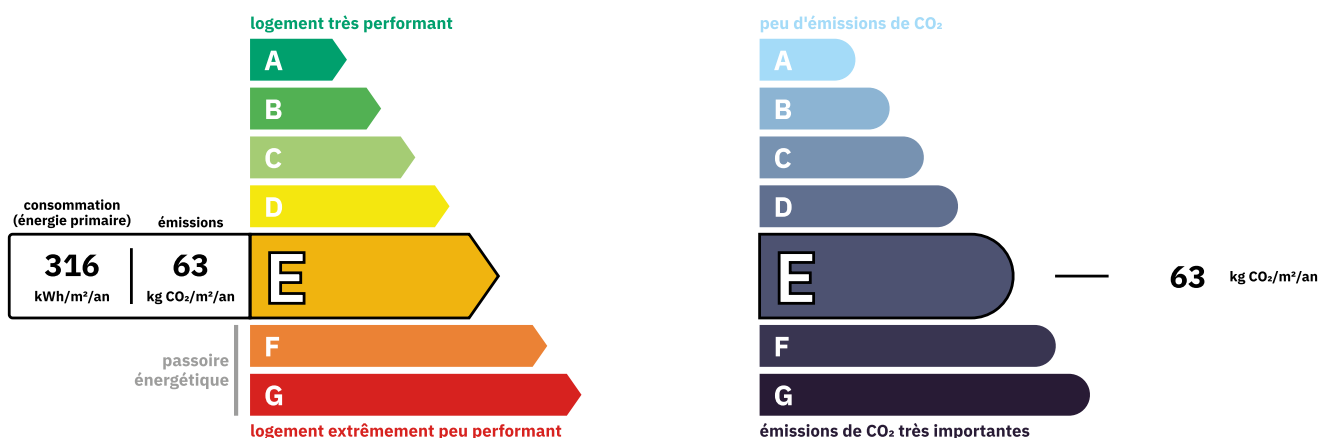 logement très performant
A
B
C
D
consommation
(énergie primaire)
émissions
316
kWh/m²/an
63
kg CO₂/m²/an
E
passoire
énergétique
F
G
logement extrêmement peu performant
peu d'émissions de CO₂
A
B
C
D
E
63 kg CO₂/m²/an
F
G
émissions de CO₂ très importantes